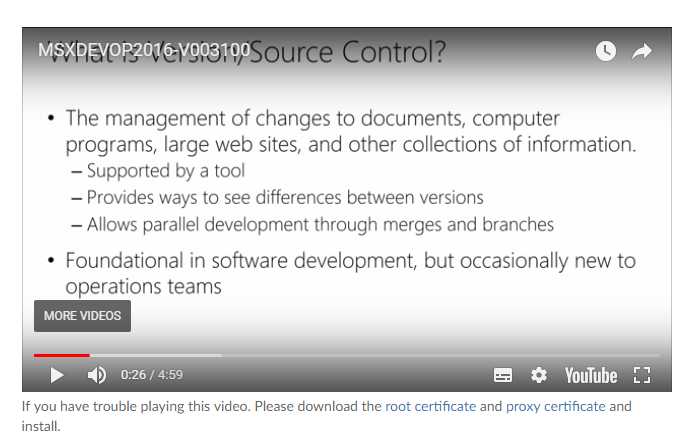 MSXDEVOP2016-V003100
What is Version/Source Control?
• The management of changes to documents, computer
programs, large web sites, and other collections of information.
– Supported by a tool
– Provides ways to see differences between versions
– Allows parallel development through merges and branches
• Foundational in software development, but occasionally new to
operations teams
MORE VIDEOS
0:26 / 4:59
YouTube
If you have trouble playing this video. Please download the root certificate and proxy certificate and
install.